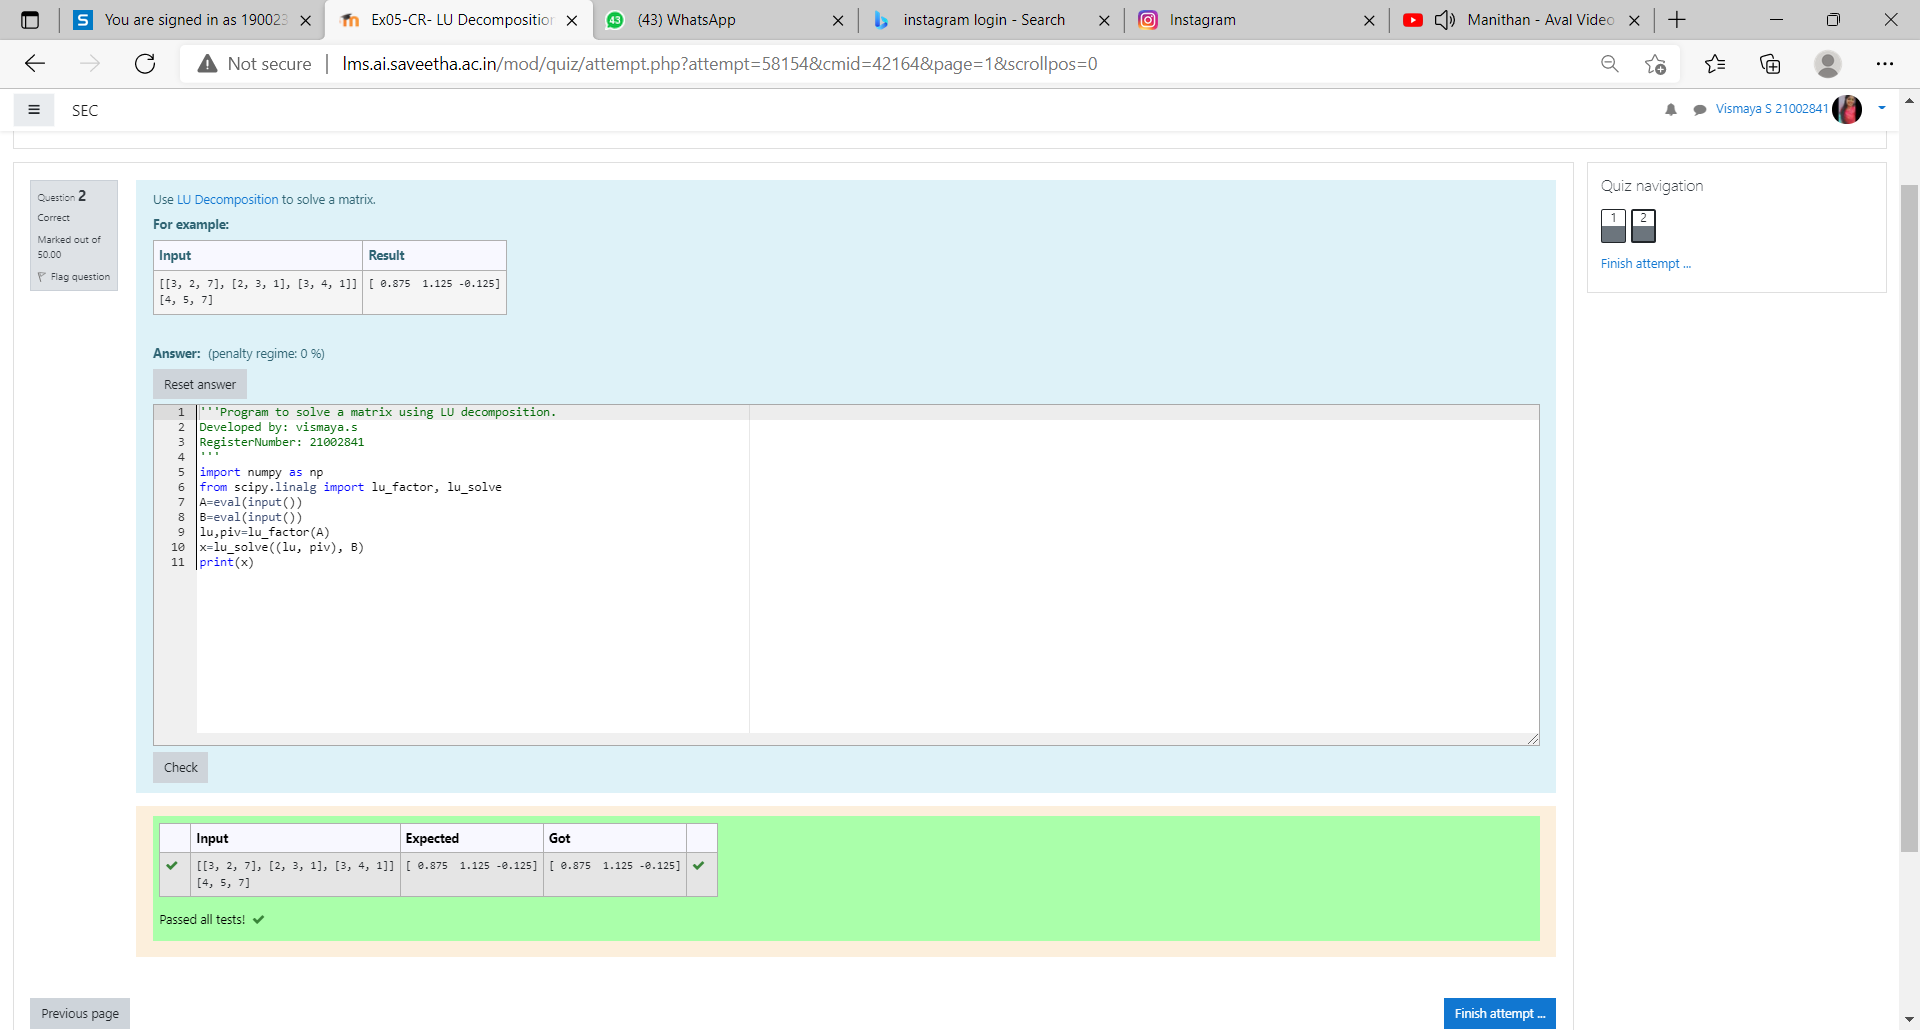 You are signed in as 190023
Ex05-CR- LU Decomposition
43
(43) WhatsApp
instagram login - Search
Instagram
Manithan - Aval Video
Not secure
lms.ai.saveetha.ac.in/mod/quiz/attempt.php?attempt=58154&cmid=42164&page=1&scrollpos=0
SEC
Vismaya S 21002841
Question 2
Correct
Marked out of
50.00
Flag question
Use LU Decomposition to solve a matrix.
For example:
Input Result
[[3, 2, 7], [2, 3, 1], [3, 4, 1]] [ 0.875  1.125 -0.125]
[4, 5, 7]
Answer: (penalty regime: 0 %)
Reset answer
1 '''Program to solve a matrix using LU decomposition.
2 Developed by: vismaya.s
3 RegisterNumber: 21002841
4 '''
5 import numpy as np
6 from scipy.linalg import lu_factor, lu_solve
7 A=eval(input())
8 B=eval(input())
9 lu,piv=lu_factor(A)
10 x=lu_solve((lu, piv), B)
11 print(x)
Check
Input Expected Got
[[3, 2, 7], [2, 3, 1], [3, 4, 1]] [ 0.875  1.125 -0.125] [ 0.875  1.125 -0.125]
[4, 5, 7]
Passed all tests!
Previous page
Finish attempt ...
Quiz navigation
1 2
Finish attempt ...